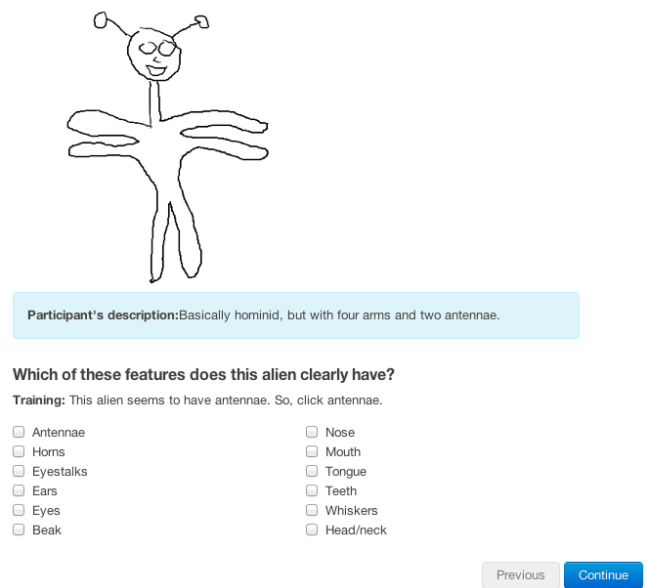 Participant's description:Basically hominid, but with four arms and two antennae.
Which of these features does this alien clearly have?
Training: This alien seems to have antennae. So, click antennae.
Antennae
Horns
Eyestalks
Ears
Eyes
Beak
Nose
Mouth
Tongue
Teeth
Whiskers
Head/neck
Previous
Continue